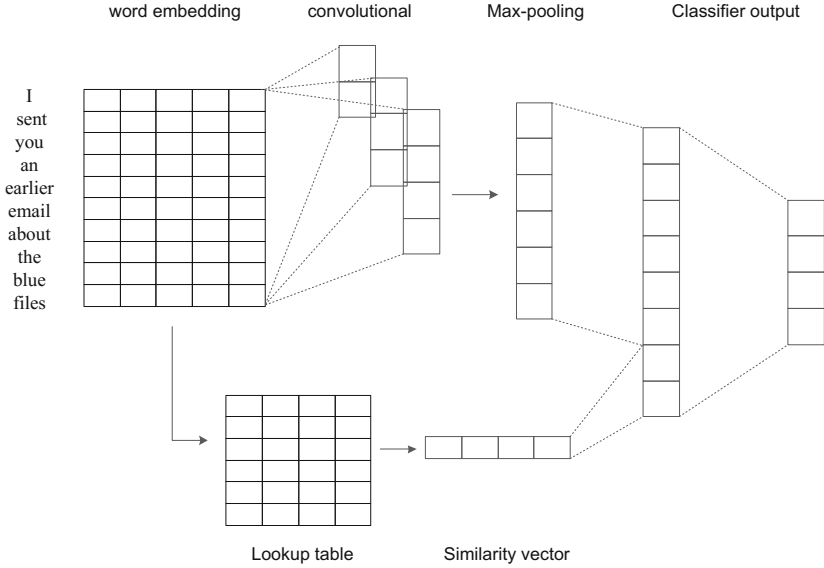 word embedding
convolutional
Max-pooling
Classifier output
I
sent
you
an
earlier
email
about
the
blue
files
Lookup table
Similarity vector